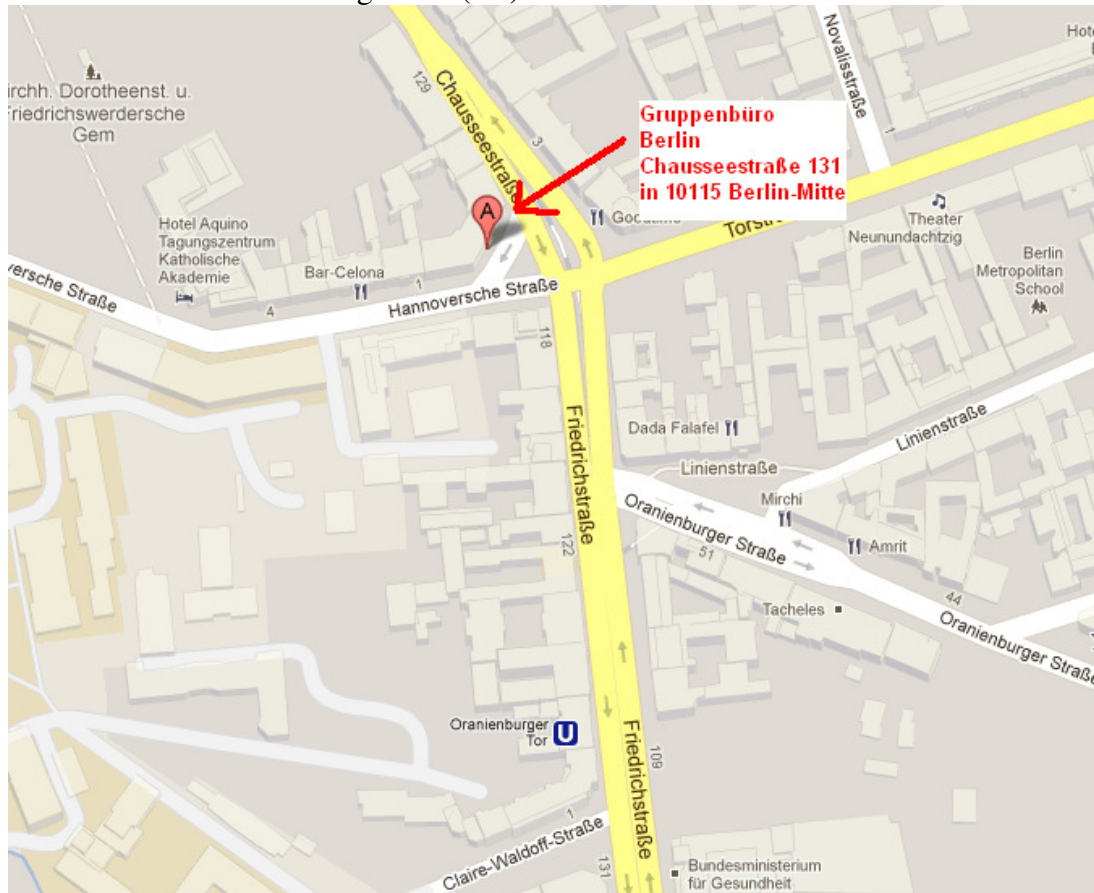 Chausseestraße
129
3
Novalisstraße
1
irchh. Dorotheenst. u.
Friedrichswerdersche
Gem
Gruppenbüro
Berlin
Chausseestraße 131
in 10115 Berlin-Mitte
A
Hotel Aquino
Tagungszentrum
Katholische
Akademie
Bar-Celona
1
4
Theater
Neunundachtzig
Berlin
Metropolitan
School
Hannoversche Straße
118
Friedrichstraße
122
Dada Falafel
Linienstraße
Linienstraße
Mirchi
Oranienburger Straße
51
Amrit
44
Tacheles
Oranienburger Straße
Oranienburger
Tor
U
Friedrichstraße
109
1
Claire-Waldoff-Straße
131
Bundesministerium
für Gesundheit